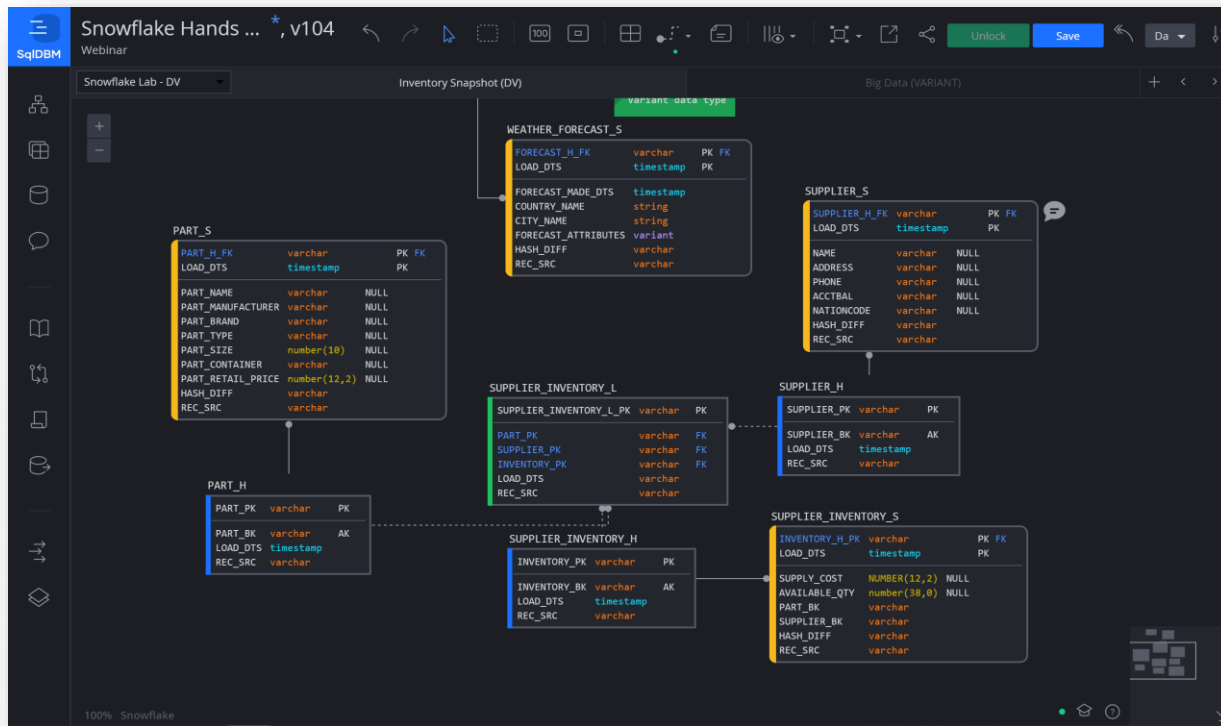 Snowflake Hands ... *, v104
Webinar
SqlDBM
100
Unlock
Save
Da
Snowflake Lab - DV
Inventory Snapshot (DV)
Big Data (VARIANT)
variant data type
WEATHER_FORECAST_S
FORECAST_H_FK varchar PK FK
LOAD_DTS timestamp PK
FORECAST_MADE_DTS timestamp
COUNTRY_NAME string
CITY_NAME string
FORECAST_ATTRIBUTES variant
HASH_DIFF varchar
REC_SRC varchar
SUPPLIER_S
SUPPLIER_H_FK varchar PK FK
LOAD_DTS timestamp PK
NAME varchar NULL
ADDRESS varchar NULL
PHONE varchar NULL
ACCTBAL varchar NULL
NATIONCODE varchar NULL
HASH_DIFF varchar
REC_SRC varchar
PART_S
PART_H_FK varchar PK FK
LOAD_DTS timestamp PK
PART_NAME varchar NULL
PART_MANUFACTURER varchar NULL
PART_BRAND varchar NULL
PART_TYPE varchar NULL
PART_SIZE number(10) NULL
PART_CONTAINER varchar NULL
PART_RETAIL_PRICE number(12,2) NULL
HASH_DIFF varchar
REC_SRC varchar
SUPPLIER_INVENTORY_L
SUPPLIER_INVENTORY_L_PK varchar PK
PART_PK varchar FK
SUPPLIER_PK varchar FK
INVENTORY_PK varchar FK
LOAD_DTS varchar
REC_SRC varchar
SUPPLIER_H
SUPPLIER_PK varchar PK
SUPPLIER_BK varchar AK
LOAD_DTS timestamp
REC_SRC varchar
PART_H
PART_PK varchar PK
PART_BK varchar AK
LOAD_DTS timestamp
REC_SRC varchar
SUPPLIER_INVENTORY_H
INVENTORY_PK varchar PK
INVENTORY_BK varchar AK
LOAD_DTS timestamp
REC_SRC varchar
SUPPLIER_INVENTORY_S
INVENTORY_H_PK varchar PK FK
LOAD_DTS timestamp PK
SUPPLY_COST NUMBER(12,2) NULL
AVAILABLE_QTY number(38,0) NULL
PART_BK varchar
SUPPLIER_BK varchar
HASH_DIFF varchar
REC_SRC varchar
100% Snowflake